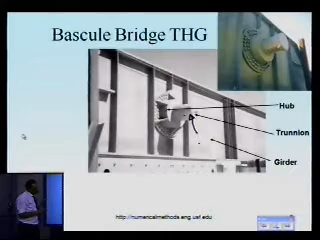 Bascule Bridge THG
Hub
Trunnion
Girder
http://numericalmethods.eng.usf.edu